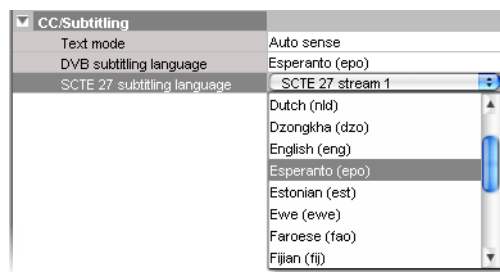 CC/Subtitling
Text mode Auto sense
DVB subtitling language Esperanto (epo)
SCTE 27 subtitling language SCTE 27 stream 1
Dutch (nld)
Dzongkha (dzo)
English (eng)
Esperanto (epo)
Estonian (est)
Ewe (ewe)
Faroese (fao)
Fijian (fij)